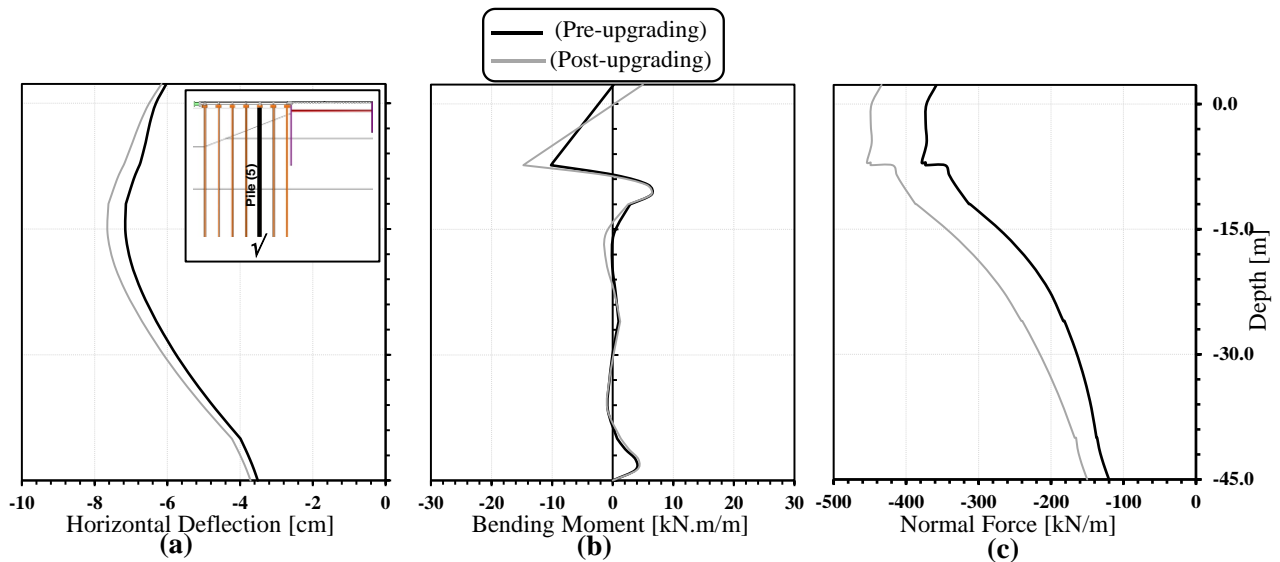 (Pre-upgrading)
(Post-upgrading)
Pile (5)
-10 -8 -6 -4 -2 0
Horizontal Deflection [cm]
(a)
-30 -20 -10 0 10 20 30
Bending Moment [kN.m/m]
(b)
0.0
-15.0
-30.0
-45.0
Depth [m]
-500 -400 -300 -200 -100 0
Normal Force [kN/m]
(c)